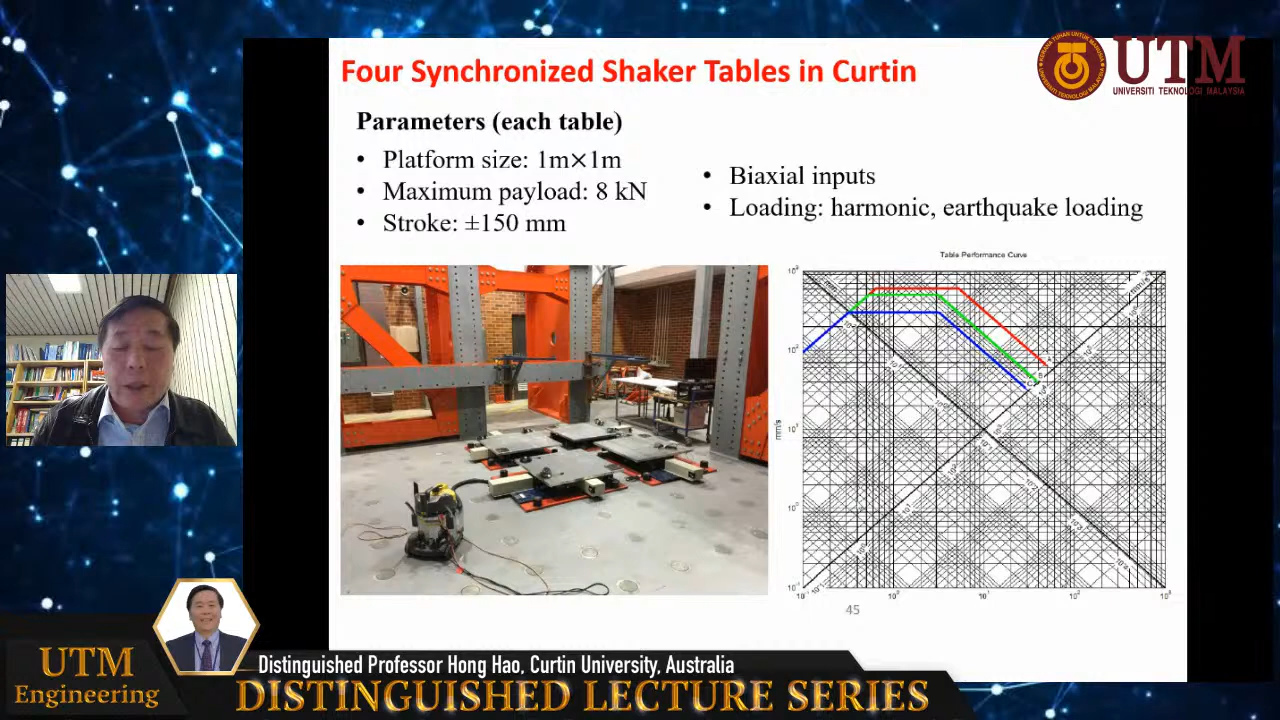 Four Synchronized Shaker Tables in Curtin
UTM
UNIVERSITI TEKNOLOGI MALAYSIA
Parameters (each table)
• Platform size: 1m×1m
• Maximum payload: 8 kN
• Stroke: ±150 mm
• Biaxial inputs
• Loading: harmonic, earthquake loading
Table Performance Curve
mm/s
45
UTM
Engineering
Distinguished Professor Hong Hao, Curtin University, Australia
DISTINGUISHED LECTURE SERIES